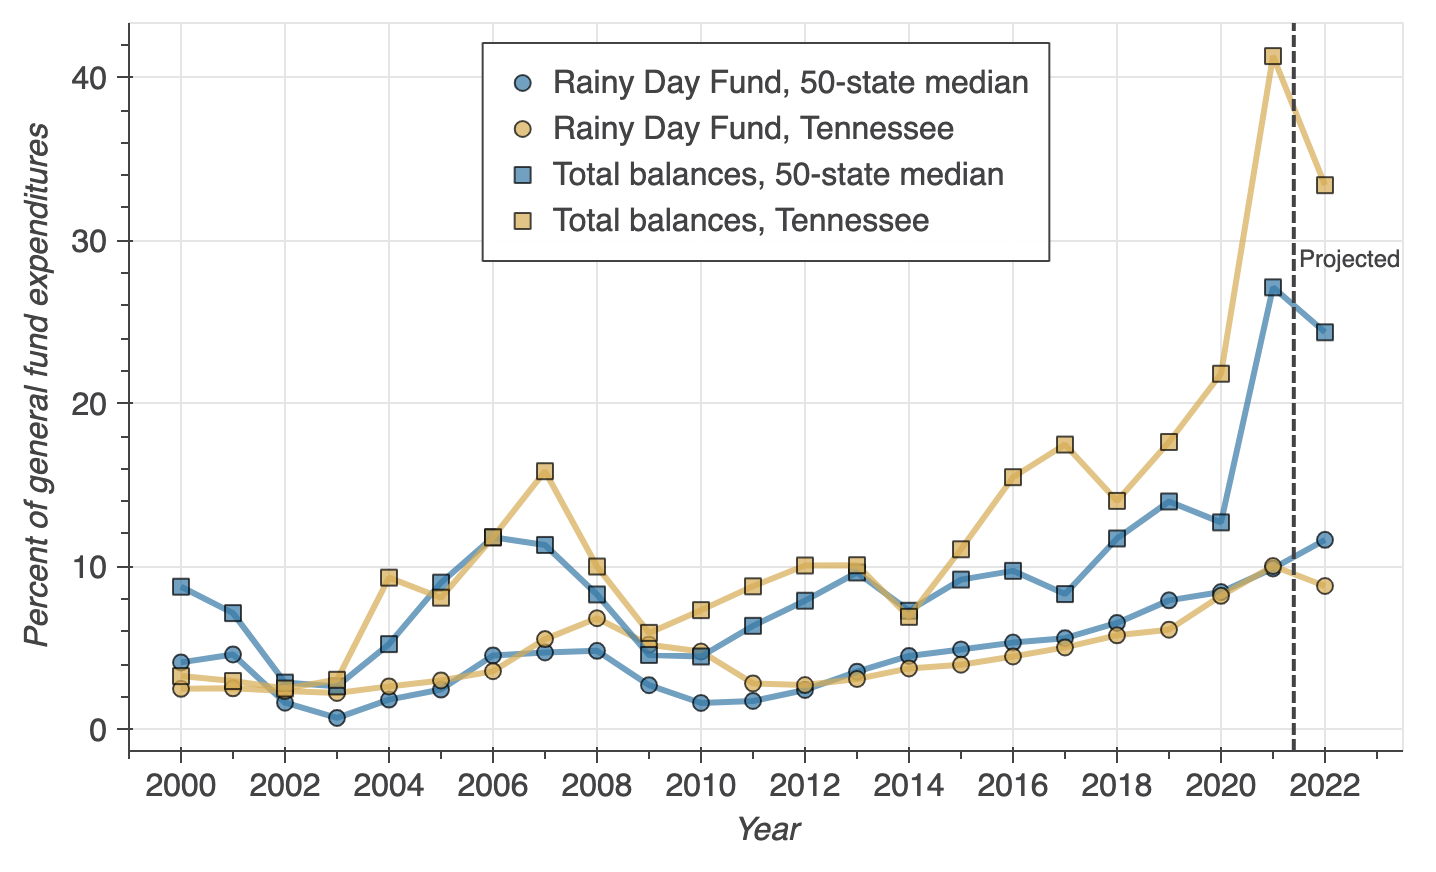 Rainy Day Fund, 50-state median
Rainy Day Fund, Tennessee
Total balances, 50-state median
Total balances, Tennessee
Projected
Percent of general fund expenditures
40
30
20
10
0
2000 2002 2004 2006 2008 2010 2012 2014 2016 2018 2020 2022
Year